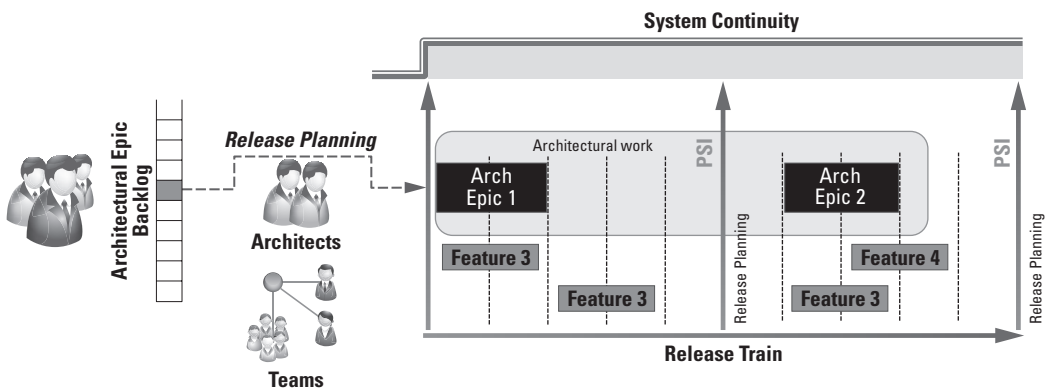 System Continuity
Architectural Epic
Backlog
Release Planning
Architects
Teams
Architectural work
PSI
PSI
Arch
Epic 1
Arch
Epic 2
Feature 3
Feature 4
Feature 3
Feature 3
Release Planning
Release Planning
Release Train